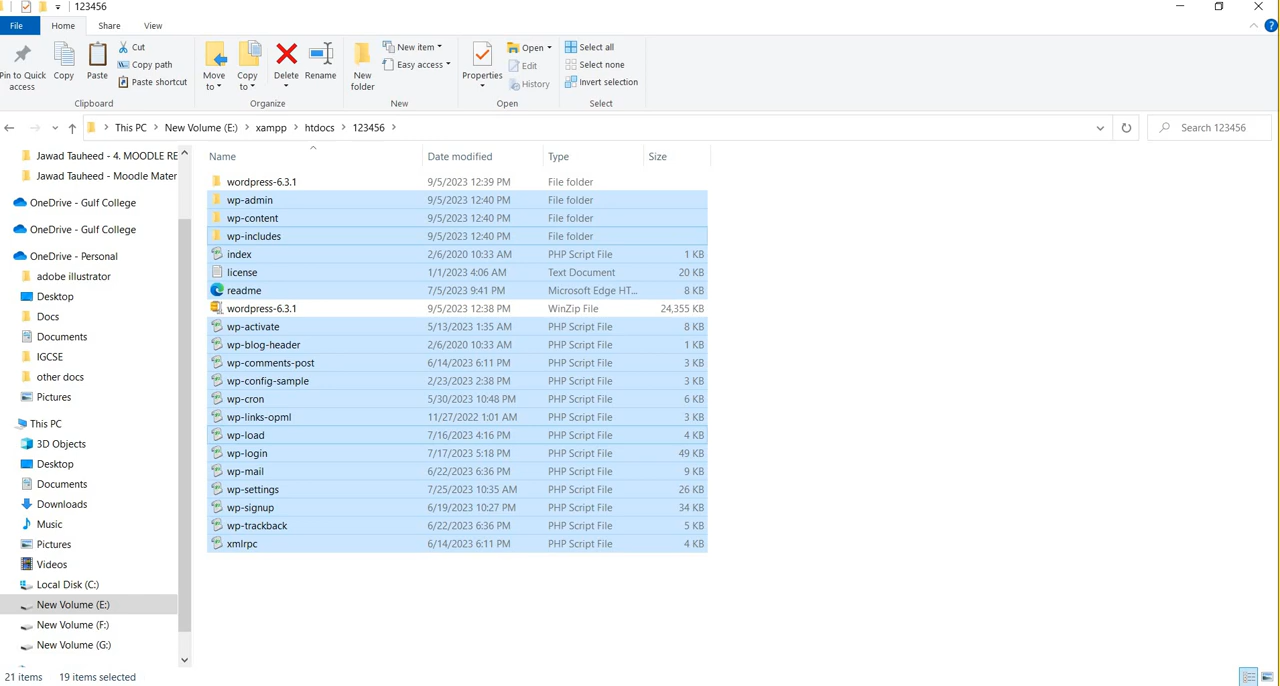 123456
File Home Share View
Pin to Quick access
Copy
Paste
Cut
Copy path
Paste shortcut
Clipboard
Move to
Copy to
Delete
Rename
Organize
New folder
New item
Easy access
New
Properties
Open
Edit
History
Open
Select all
Select none
Invert selection
Select
This PC > New Volume (E:) > xampp > htdocs > 123456 >
Search 123456
Jawad Tauheed - 4. MOODLE RE
Jawad Tauheed - Moodle Mater
OneDrive - Gulf College
OneDrive - Gulf College
OneDrive - Personal
adobe illustrator
Desktop
Docs
Documents
IGCSE
other docs
Pictures
This PC
3D Objects
Desktop
Documents
Downloads
Music
Pictures
Videos
Local Disk (C:)
New Volume (E:)
New Volume (F:)
New Volume (G:)
Name Date modified Type Size
wordpress-6.3.1 9/5/2023 12:39 PM File folder
wp-admin 9/5/2023 12:40 PM File folder
wp-content 9/5/2023 12:40 PM File folder
wp-includes 9/5/2023 12:40 PM File folder
index 2/6/2020 10:33 AM PHP Script File 1 KB
license 1/1/2023 4:06 AM Text Document 20 KB
readme 7/5/2023 9:41 PM Microsoft Edge HT... 8 KB
wordpress-6.3.1 9/5/2023 12:38 PM WinZip File 24,355 KB
wp-activate 5/13/2023 1:35 AM PHP Script File 8 KB
wp-blog-header 2/6/2020 10:33 AM PHP Script File 1 KB
wp-comments-post 6/14/2023 6:11 PM PHP Script File 3 KB
wp-config-sample 2/23/2023 2:38 PM PHP Script File 3 KB
wp-cron 5/30/2023 10:48 PM PHP Script File 6 KB
wp-links-opml 11/27/2022 1:01 AM PHP Script File 3 KB
wp-load 7/16/2023 4:16 PM PHP Script File 4 KB
wp-login 7/17/2023 5:18 PM PHP Script File 49 KB
wp-mail 6/22/2023 6:36 PM PHP Script File 9 KB
wp-settings 7/25/2023 10:35 AM PHP Script File 26 KB
wp-signup 6/19/2023 10:27 PM PHP Script File 34 KB
wp-trackback 6/22/2023 6:36 PM PHP Script File 5 KB
xmlrpc 6/14/2023 6:11 PM PHP Script File 4 KB
21 items 19 items selected